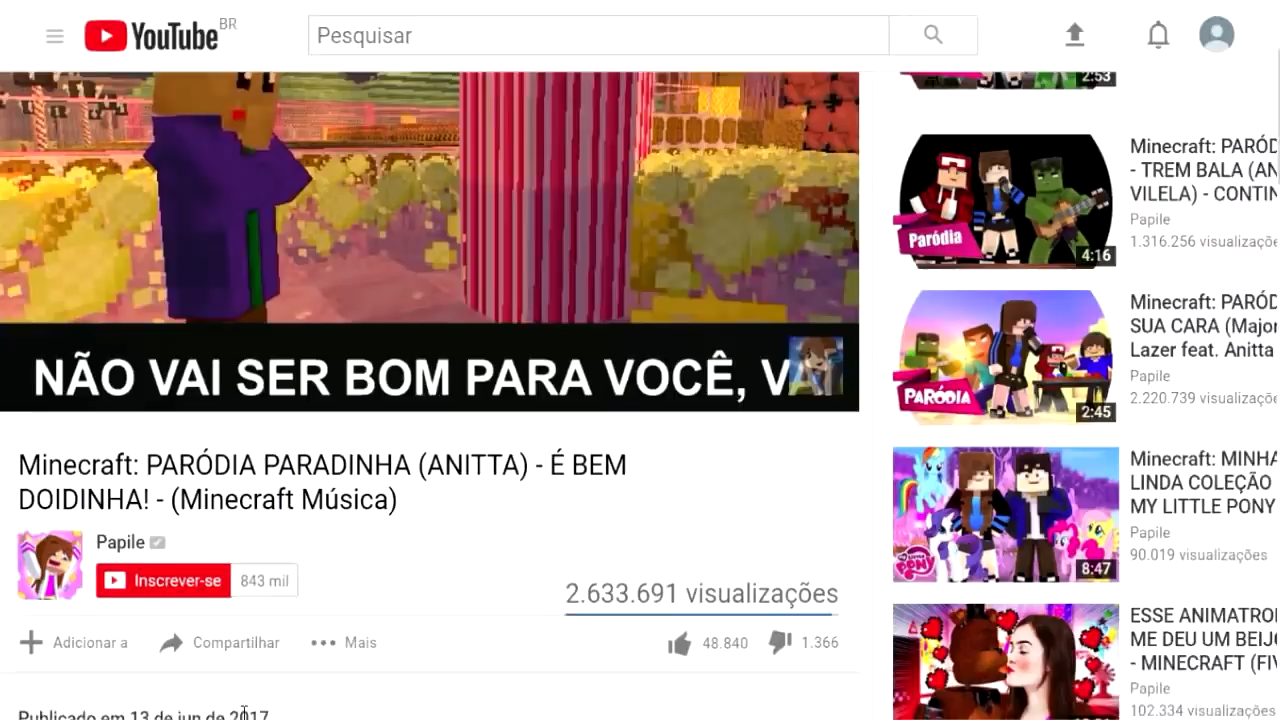 YouTube BR
Pesquisar
2:53
NÃO VAI SER BOM PARA VOCÊ, V
Minecraft: PARÓDIA PARADINHA (ANITTA) - É BEM
DOIDINHA! - (Minecraft Música)
Papile
Inscrever-se 843 mil
2.633.691 visualizações
Adicionar a Compartilhar Mais 48.840 1.366
Publicado em 13 de jun de 2017
Paródia
4:16
Minecraft: PARÓD
- TREM BALA (AN
VILELA) - CONTIN
Papile
1.316.256 visualizaçõe
PARÓDIA
2:45
Minecraft: PARÓD
SUA CARA (Major
Lazer feat. Anitta
Papile
2.220.739 visualizaçõe
MY LITTLE PONY
8:47
Minecraft: MINHA
LINDA COLEÇÃO
MY LITTLE PONY
Papile
90.019 visualizações
ESSE ANIMATRO
ME DEU UM BEIJO
- MINECRAFT (FIV
Papile
102.334 visualizações